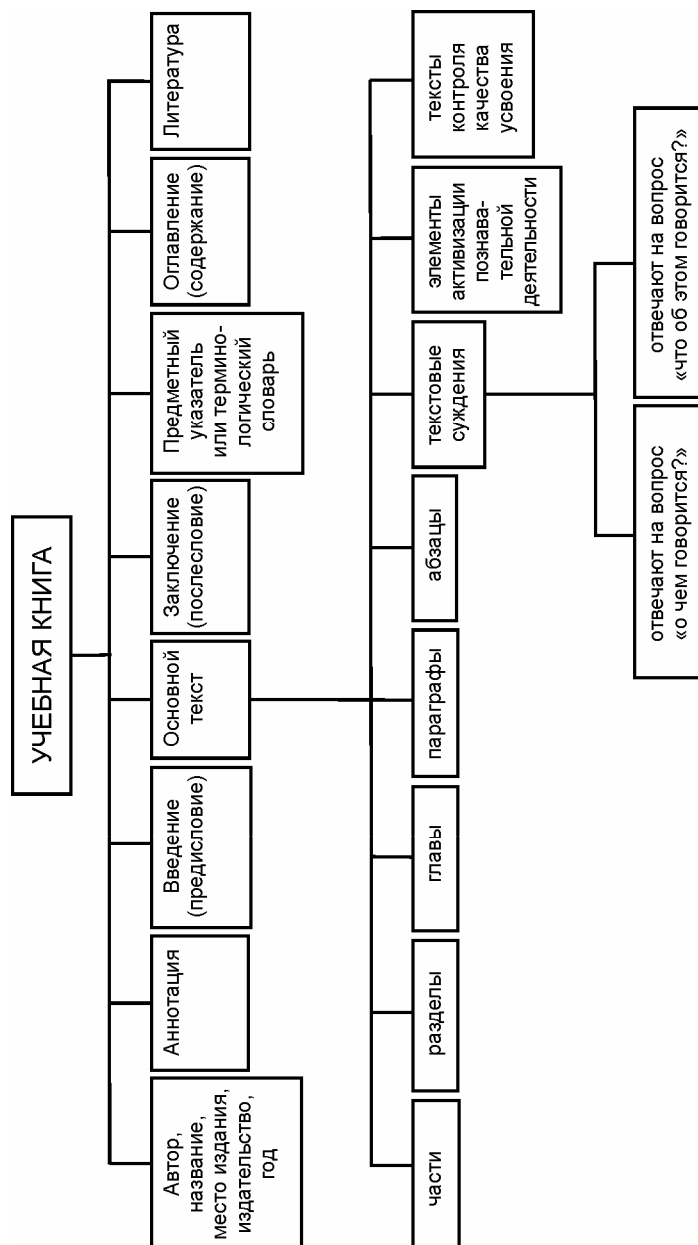 УЧЕБНАЯ КНИГА
Автор,
название,
место издания,
издательство,
год
Аннотация
Введение
(предисловие)
Основной
текст
Заключение
(послесловие)
Предметный
указатель
или термино-
логический
словарь
Оглавление
(содержание)
Литература
части
разделы
главы
параграфы
абзацы
текстовые
суждения
элементы
активизации
познава-
тельной
деятельности
тексты
контроля
качества
усвоения
отвечают на вопрос
«о чем говорится?»
отвечают на вопрос
«что об этом говорится?»